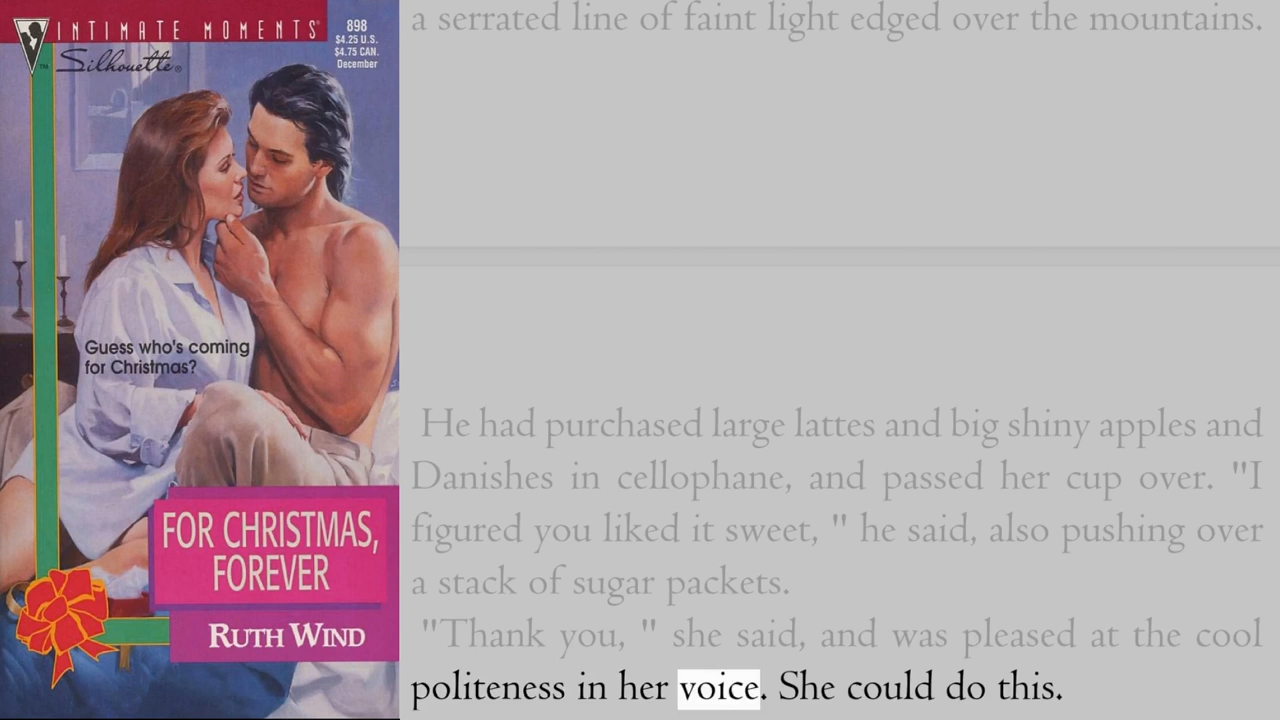 INTIMATE MOMENTS®
898
$4.25 U.S.
$4.75 CAN.
December
TM
Silhouette®
Guess who's coming
for Christmas?
FOR CHRISTMAS,
FOREVER
RUTH WIND
a serrated line of faint light edged over the mountains.
He had purchased large lattes and big shiny apples and
Danishes in cellophane, and passed her cup over. "I
figured you liked it sweet, " he said, also pushing over
a stack of sugar packets.
"Thank you, " she said, and was pleased at the cool
politeness in her voice. She could do this.